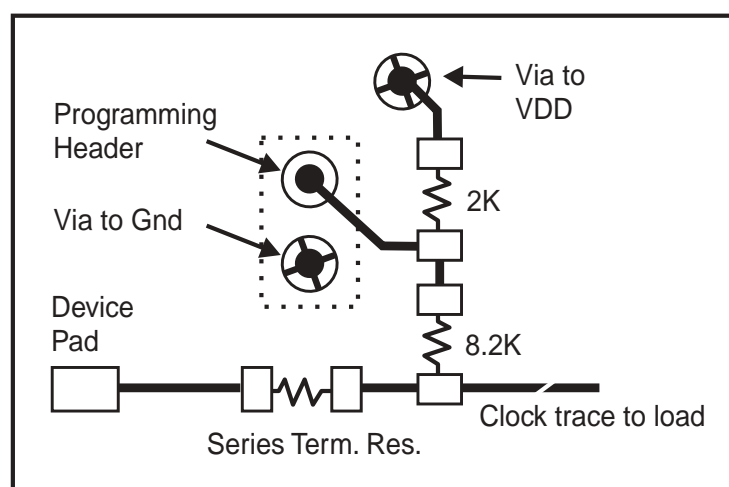 Via to
VDD
Programming
Header
2K
Via to Gnd
Device
Pad
8.2K
Clock trace to load
Series Term. Res.